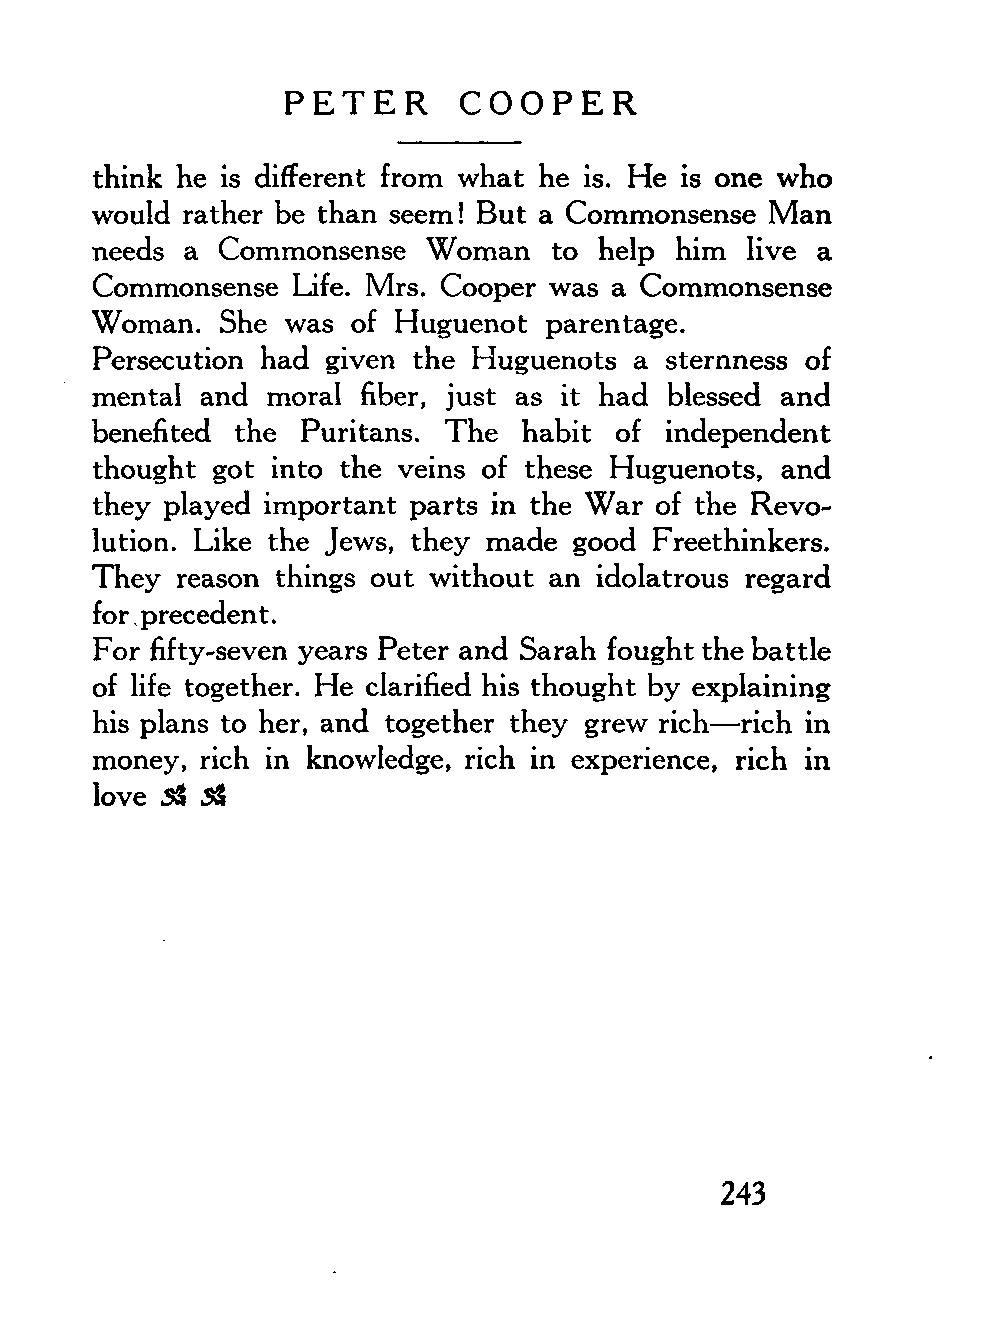 PETER COOPER
think he is different from what he is. He is one who
would rather be than seem! But a Commonsense Man
needs a Commonsense Woman to help him live a
Commonsense Life. Mrs. Cooper was a Commonsense
Woman. She was of Huguenot parentage.
Persecution had given the Huguenots a sternness of
mental and moral fiber, just as it had blessed and
benefited the Puritans. The habit of independent
thought got into the veins of these Huguenots, and
they played important parts in the War of the Revo-
lution. Like the Jews, they made good Freethinkers.
They reason things out without an idolatrous regard
for precedent.
For fifty-seven years Peter and Sarah fought the battle
of life together. He clarified his thought by explaining
his plans to her, and together they grew rich—rich in
money, rich in knowledge, rich in experience, rich in
love
243